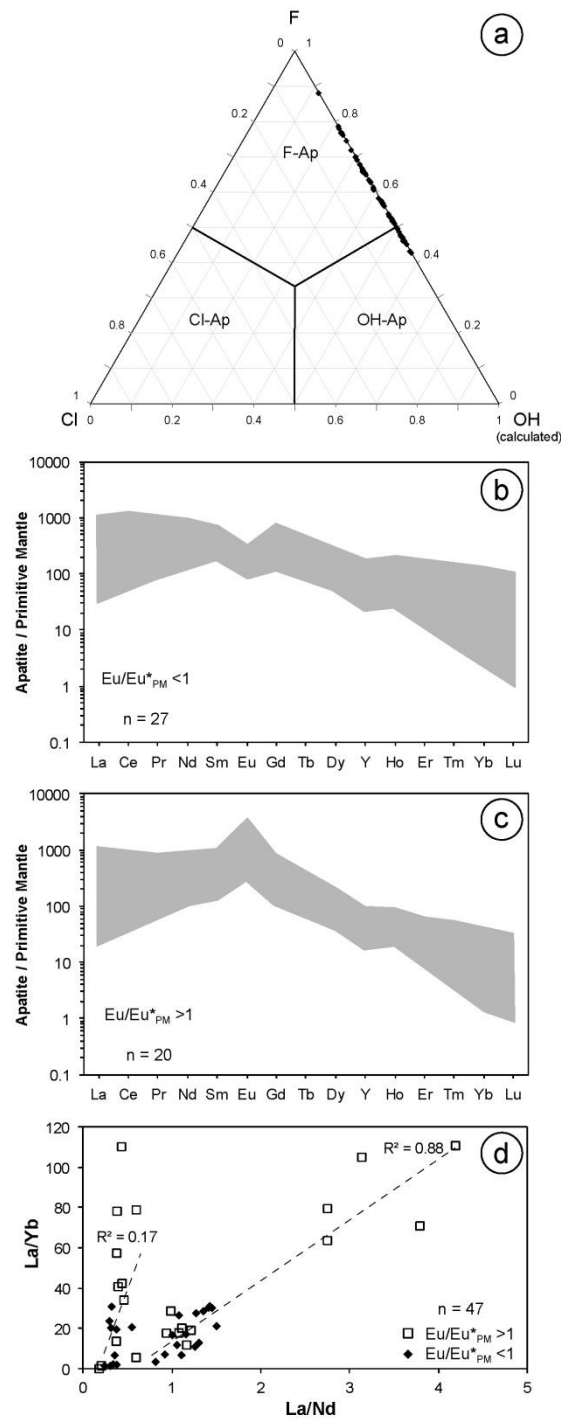 F
a
0 1
0.2 0.8
F-Ap
0.4 0.6
0.6 0.4
Cl-Ap OH-Ap
0.8 0.2
1 0
Cl 0 0.2 0.4 0.6 0.8 1 OH
(calculated)
b
10000
1000
100
10
1
0.1
Apatite / Primitive Mantle
Eu/Eu*PM <1
n = 27
La Ce Pr Nd Sm Eu Gd Tb Dy Y Ho Er Tm Yb Lu
c
10000
1000
100
10
1
0.1
Apatite / Primitive Mantle
Eu/Eu*PM >1
n = 20
La Ce Pr Nd Sm Eu Gd Tb Dy Y Ho Er Tm Yb Lu
d
120
100
80
60
40
20
0
La/Yb
R² = 0.88
R² = 0.17
n = 47
Eu/Eu*PM >1
Eu/Eu*PM <1
0 1 2 3 4 5
La/Nd